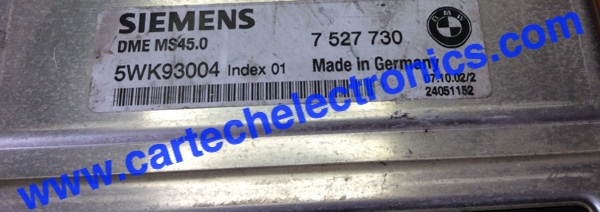 SIEMENS
BMW
DME MS45.0 7 527 730
5WK93004 Index 01 Made in Germany
07.10.02/2
24051152
www.cartechelectronics.com